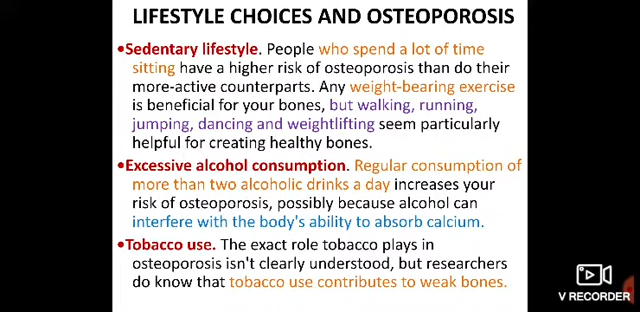 LIFESTYLE CHOICES AND OSTEOPOROSIS
•Sedentary lifestyle. People who spend a lot of time
sitting have a higher risk of osteoporosis than do their
more-active counterparts. Any weight-bearing exercise
is beneficial for your bones, but walking, running,
jumping, dancing and weightlifting seem particularly
helpful for creating healthy bones.
•Excessive alcohol consumption. Regular consumption of
more than two alcoholic drinks a day increases your
risk of osteoporosis, possibly because alcohol can
interfere with the body's ability to absorb calcium.
•Tobacco use. The exact role tobacco plays in
osteoporosis isn't clearly understood, but researchers
do know that tobacco use contributes to weak bones.
V RECORDER